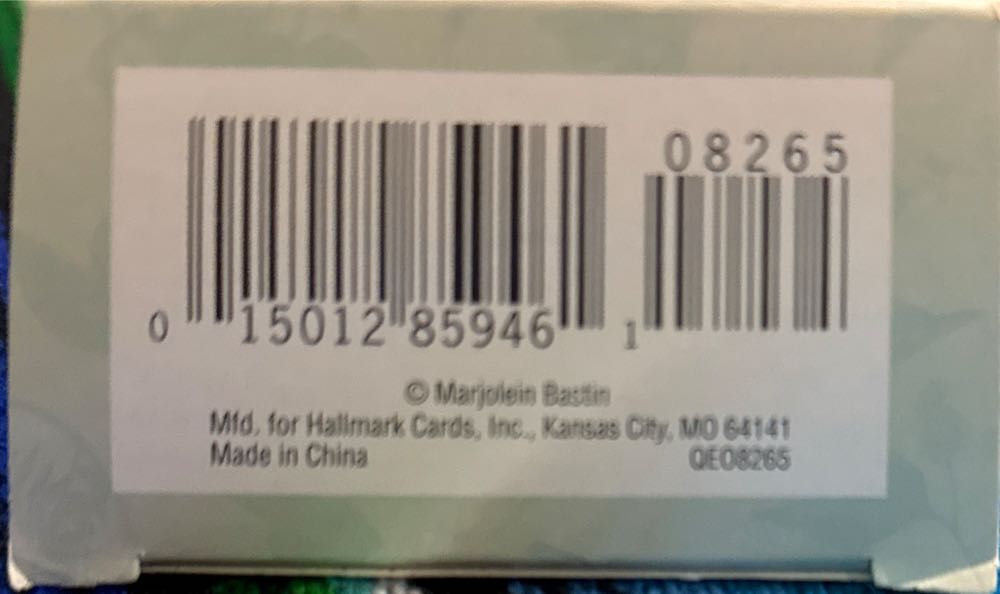 08265
0 15012 85946 1
© Marjolein Bastin
Mfd. for Hallmark Cards, Inc., Kansas City, MO 64141
Made in China QEO8265